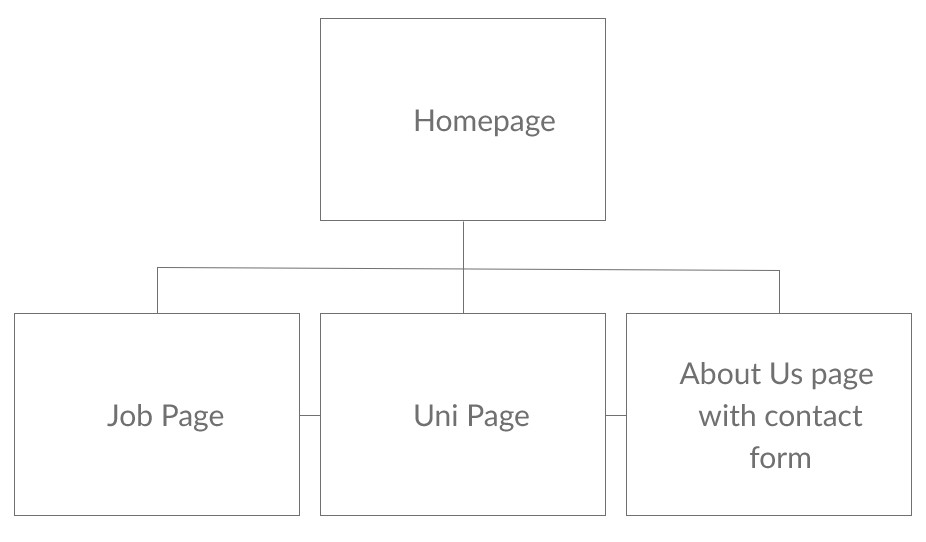 Homepage
Job Page
Uni Page
About Us page
with contact
form